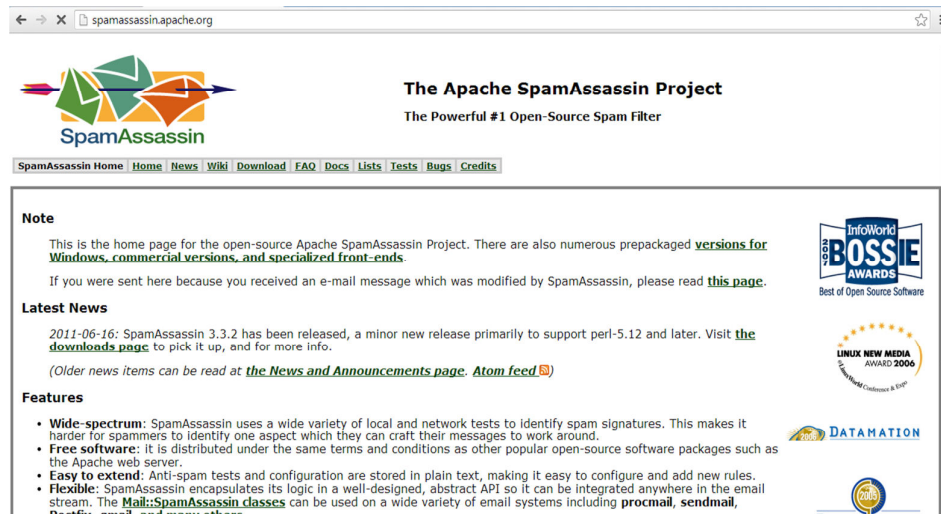 spamassassin.apache.org
SpamAssassin
The Apache SpamAssassin Project
The Powerful #1 Open-Source Spam Filter
SpamAssassin Home Home News Wiki Download FAQ Docs Lists Tests Bugs Credits
Note
This is the home page for the open-source Apache SpamAssassin Project. There are also numerous prepackaged versions for
Windows, commercial versions, and specialized front-ends.
If you were sent here because you received an e-mail message which was modified by SpamAssassin, please read this page.
Latest News
2011-06-16: SpamAssassin 3.3.2 has been released, a minor new release primarily to support perl-5.12 and later. Visit the
downloads page to pick it up, and for more info.
(Older news items can be read at the News and Announcements page. Atom feed)
Features
• Wide-spectrum: SpamAssassin uses a wide variety of local and network tests to identify spam signatures. This makes it
harder for spammers to identify one aspect which they can craft their messages to work around.
• Free software: it is distributed under the same terms and conditions as other popular open-source software packages such as
the Apache web server.
• Easy to extend: Anti-spam tests and configuration are stored in plain text, making it easy to configure and add new rules.
• Flexible: SpamAssassin encapsulates its logic in a well-designed, abstract API so it can be integrated anywhere in the email
stream. The Mail::SpamAssassin classes can be used on a wide variety of email systems including procmail, sendmail,
Postfix, qmail, and many others.
InfoWorld
2007
BOSSIE
AWARDS
Best of Open Source Software
LINUX NEW MEDIA
AWARD 2006
@LinuxWorld Conference & Expo
2006 DATAMATION
2005